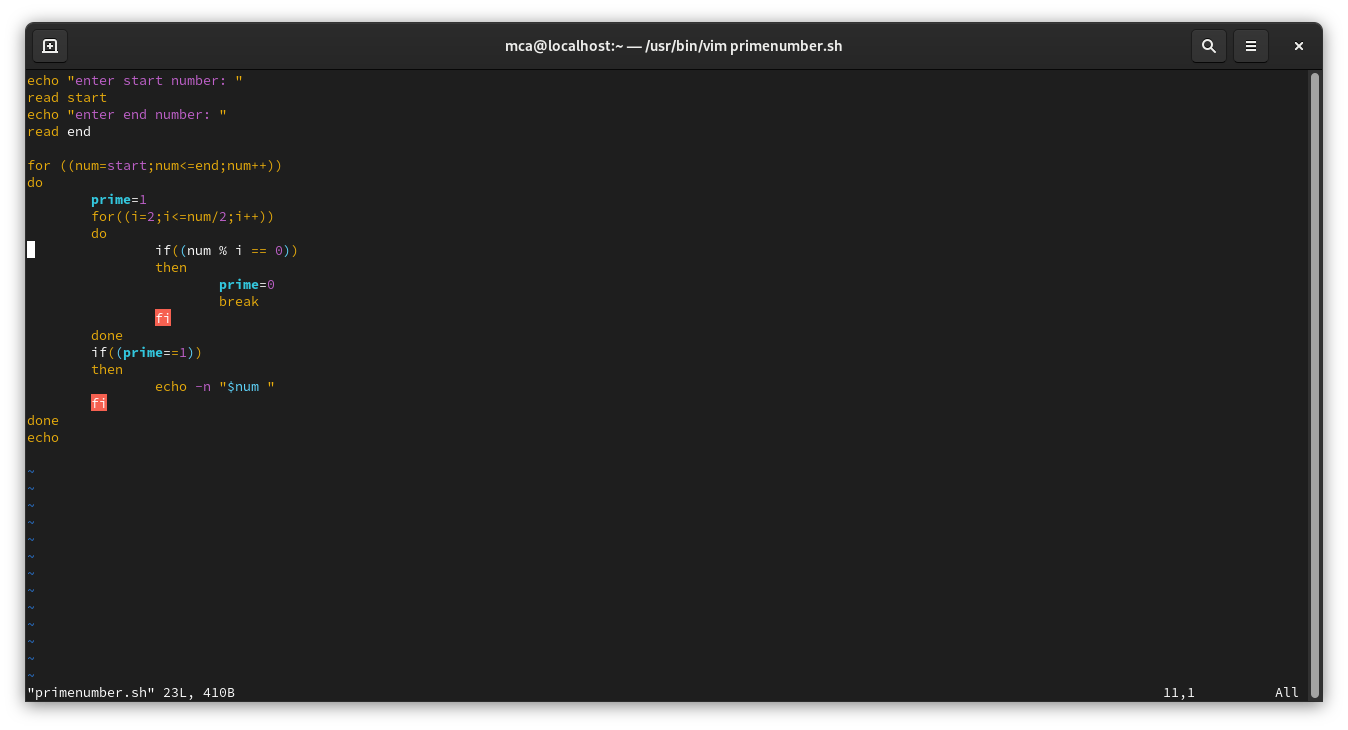 mca@localhost:~ — /usr/bin/vim primenumber.sh
echo "enter start number: "
read start
echo "enter end number: "
read end

for ((num=start;num<=end;num++))
do
        prime=1
        for((i=2;i<=num/2;i++))
        do
                if((num % i == 0))
                then
                        prime=0
                        break
                fi
        done
        if((prime==1))
        then
                echo -n "$num "
        fi
done
echo

~
~
~
~
~
~
~
~
~
~
~
~
~
"primenumber.sh" 23L, 410B 11,1 All